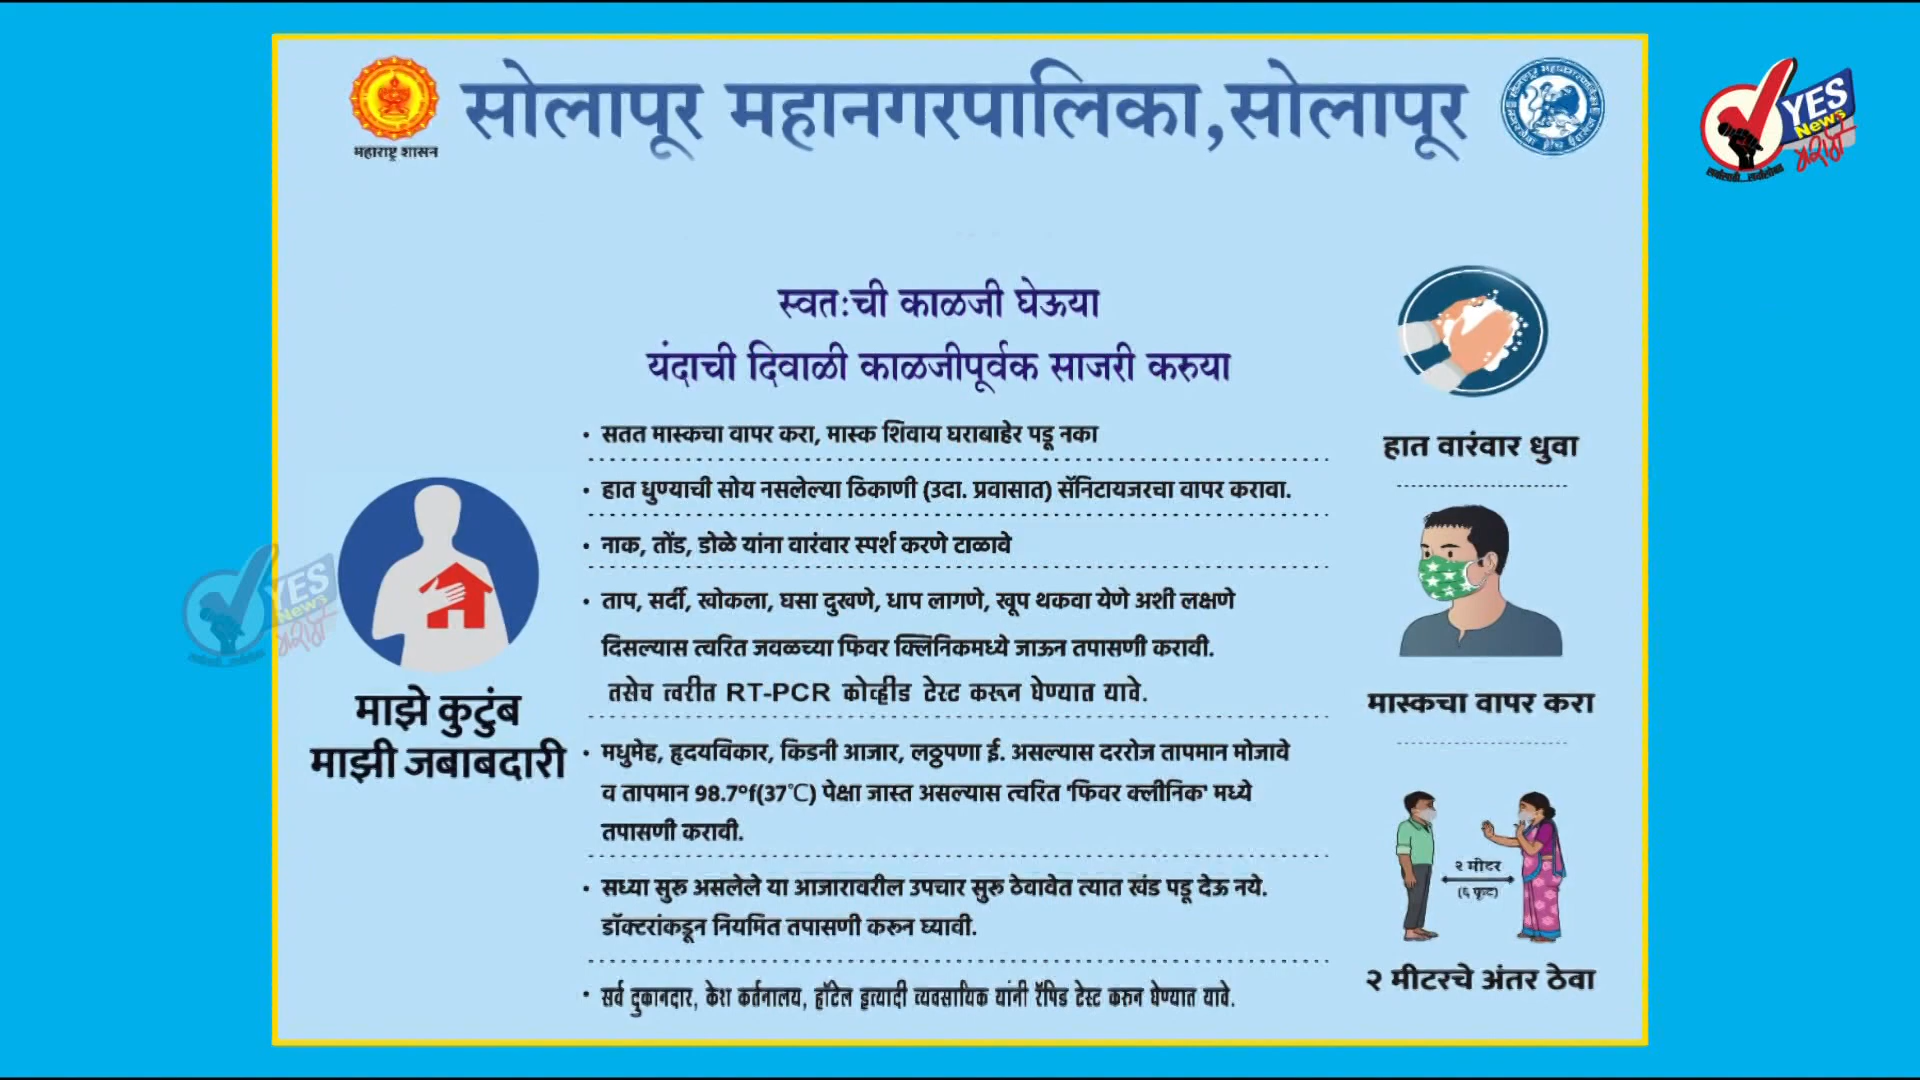 सोलापूर महानगरपालिका,सोलापूर
महाराष्ट्र शासन
YES
News
मराठी
स्वतःची काळजी घेऊया
यंदाची दिवाळी काळजीपूर्वक साजरी करुया
• सतत मास्कचा वापर करा, मास्क शिवाय घराबाहेर पडू नका
• हात धुण्याची सोय नसलेल्या ठिकाणी (उदा. प्रवासात) सॅनिटायजरचा वापर करावा.
• नाक, तोंड, डोळे यांना वारंवार स्पर्श करणे टाळावे
• ताप, सर्दी, खोकला, घसा दुखणे, धाप लागणे, खूप थकवा येणे अशी लक्षणे
दिसल्यास त्वरित जवळच्या फिवर क्लिनिकमध्ये जाऊन तपासणी करावी.
तसेच त्वरीत RT-PCR कोव्हीड टेस्ट करून घेण्यात यावे.
• मधुमेह, हृदयविकार, किडनी आजार, लठ्ठपणा ई. असल्यास दररोज तापमान मोजावे
व तापमान 98.7°f(37℃) पेक्षा जास्त असल्यास त्वरित 'फिवर क्लीनिक' मध्ये
तपासणी करावी.
• सध्या सुरू असलेले या आजारावरील उपचार सुरू ठेवावेत त्यात खंड पडू देऊ नये.
डॉक्टरांकडून नियमित तपासणी करून घ्यावी.
• सर्व दुकानदार, केश कर्तनालय, हॉटेल इत्यादी व्यवसायिक यांनी रॅपिड टेस्ट करुन घेण्यात यावे.
माझे कुटुंब
माझी जबाबदारी
YES
News
मराठी
हात वारंवार धुवा
मास्कचा वापर करा
२ मीटर
(६ फूट)
२ मीटरचे अंतर ठेवा